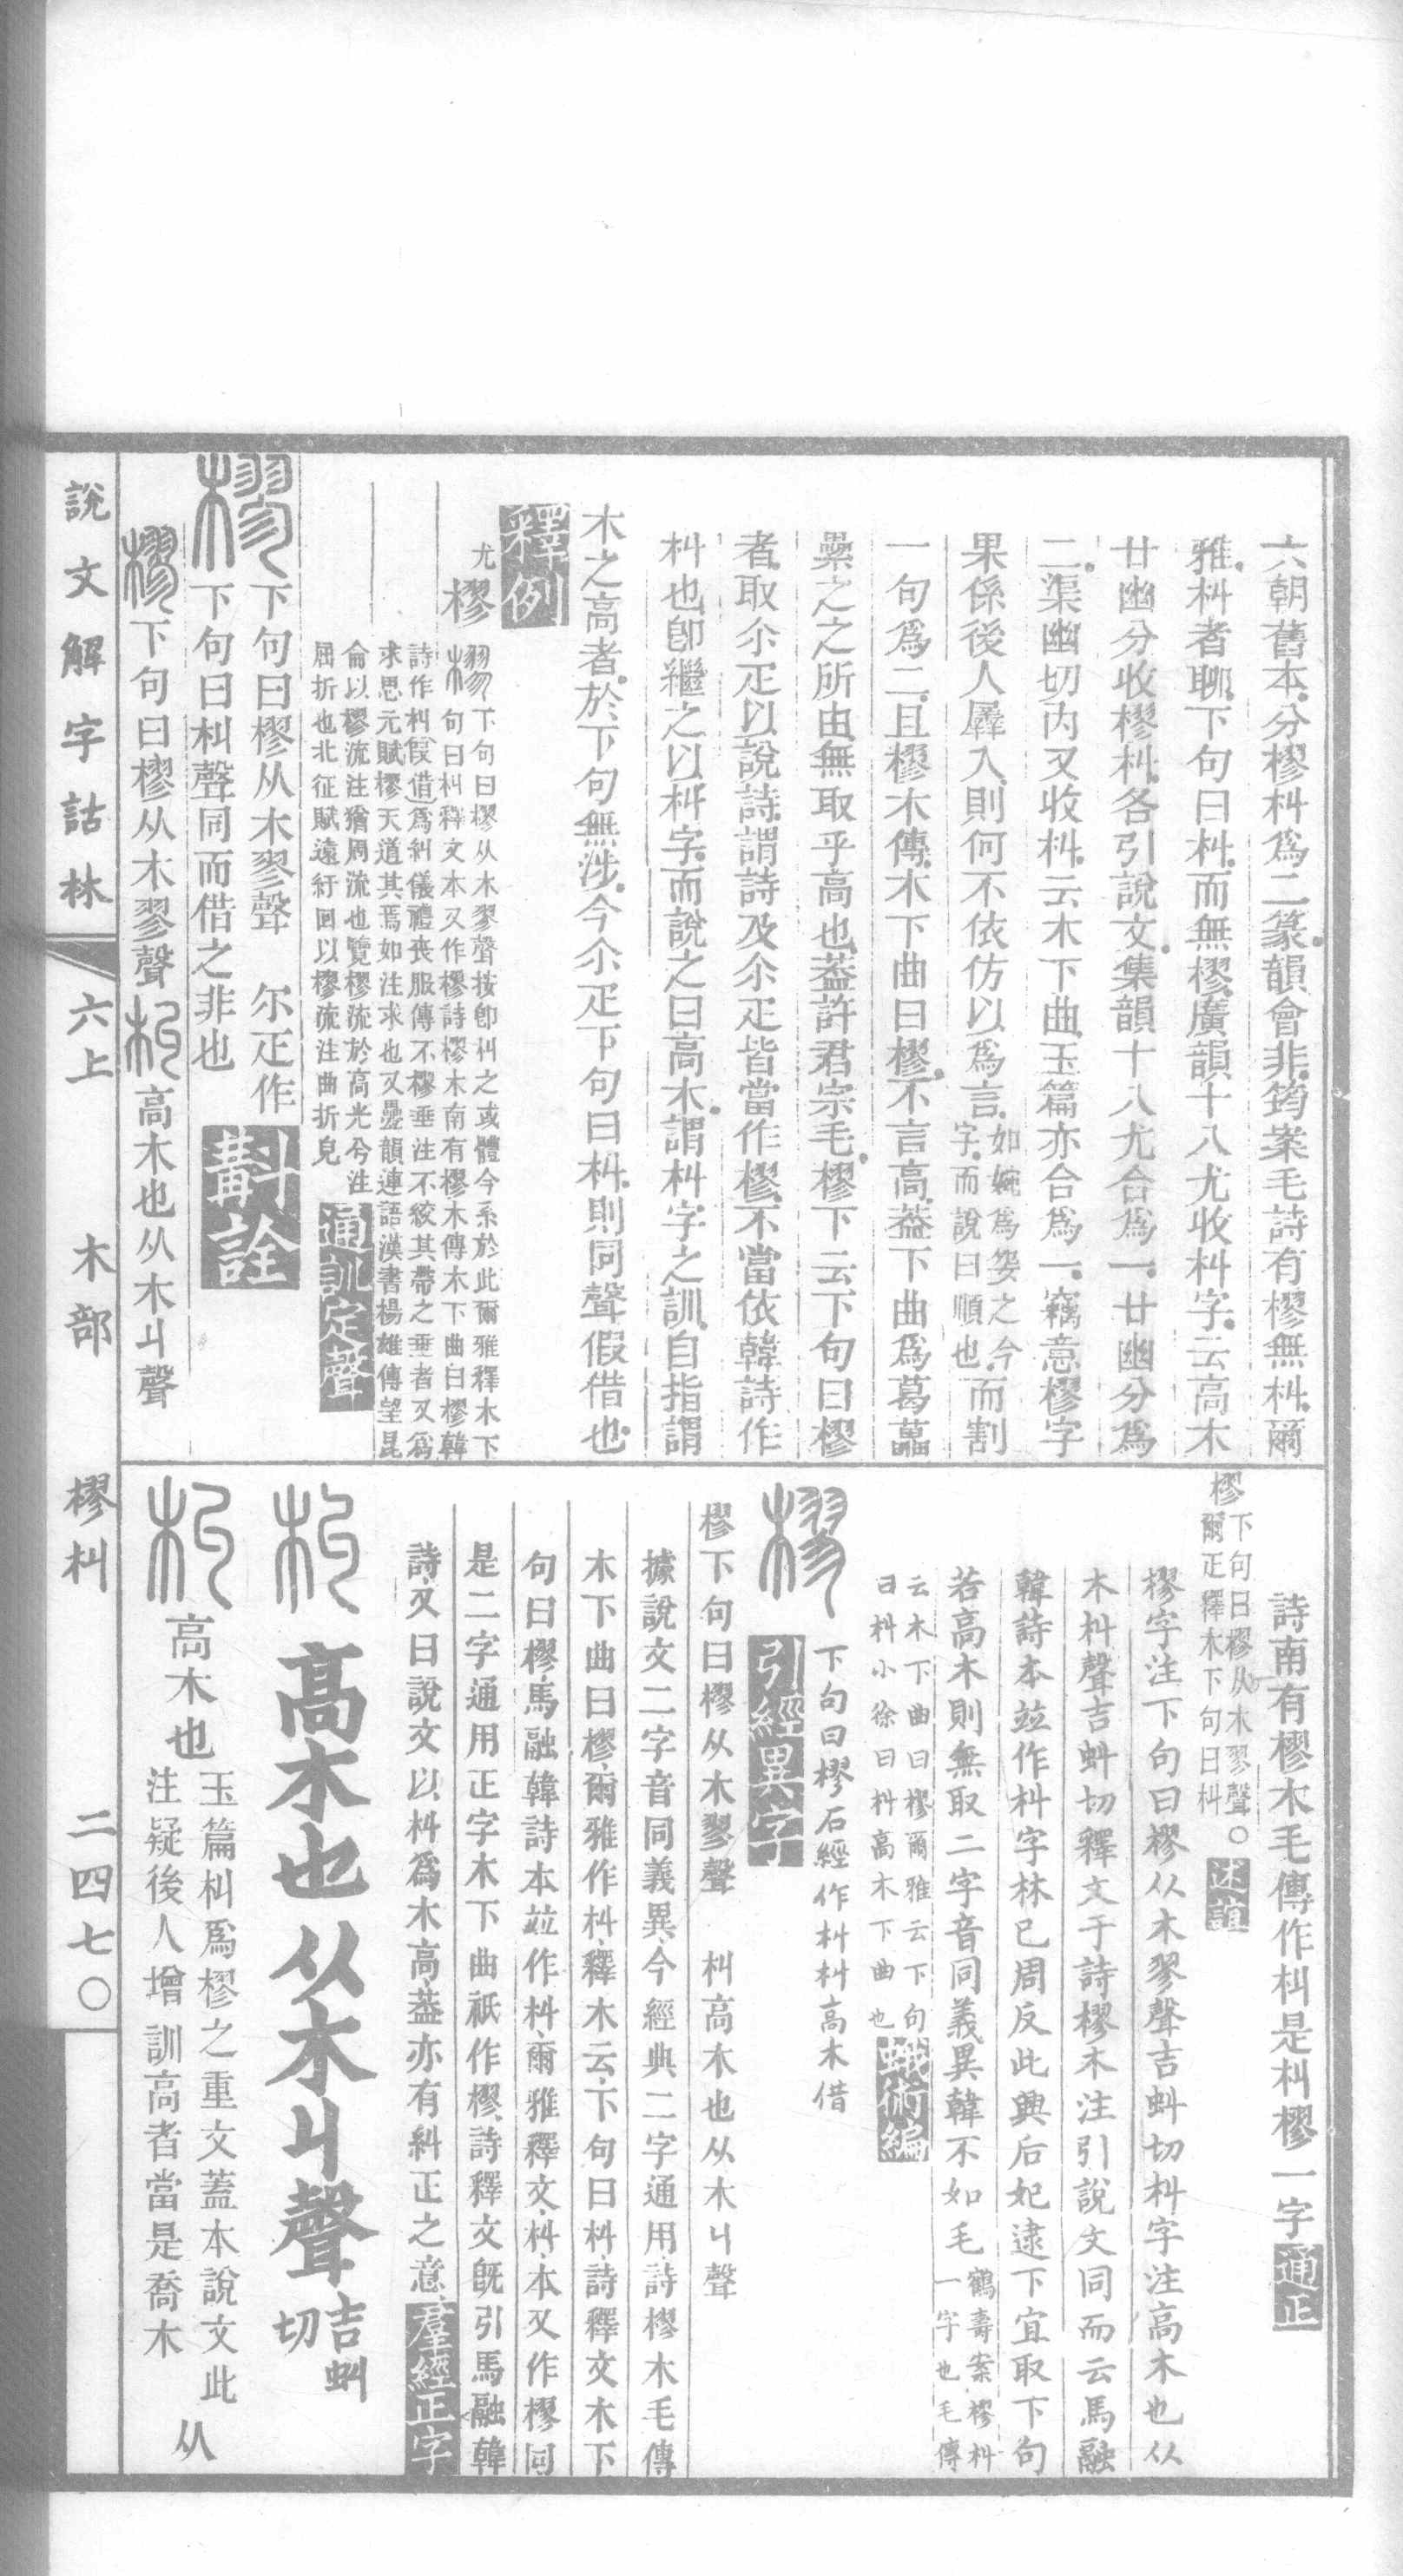 六朝舊本分樛朻爲二篆韻會非筠案毛詩有樛無朻爾
雅朻者聊下句曰朻而無樛廣韻十八尤收朻字云高木
廿幽分收樛朻各引說文集韻十八尤合爲一廿幽分爲
二渠幽切內又收朻云木下曲玉篇亦合爲一竊意樛字
果係後人羼入則何不依仿以爲言如婉爲㛄之今
字而說曰順也而割
一句爲二且樛木傳木下曲曰樛不言高葢下曲爲葛藟
纍之之所由無取乎高也葢許君宗毛樛下云下句曰樛
者取尒疋以說詩謂詩及尒疋皆當作樛不當依韓詩作
朻也卽繼之以朻字而說之曰高木謂朻字之訓自指謂
木之高者於下句無涉今尒疋下句曰朻則同聲假借也
釋例
尤樛
下句曰樛从木翏聲按卽朻之或體今系於此爾雅釋木下
句曰朻釋文本又作樛詩樛木南有樛木傳木下曲曰樛韓
詩作朻叚借爲糾儀禮喪服傳不樛垂注不絞其帶之垂者又爲
求思元賦樛天道其焉如注求也又疊韻連語漢書楊雄傳望昆
侖以樛流注猶周流也覽樛流於高光兮注
屈折也北征賦遠紆回以樛流注曲折皃
通訓定聲
樛下句曰樛从木翏聲 尔疋作
下句曰朻聲同而借之非也
斠詮
樛下句曰樛从木翏聲朻高木也从木丩聲
詩南有樛木毛傳作朻是朻樛一字通正
樛下句曰樛从木翏聲○
爾疋釋木下句曰朻
述誼
樛字注下句曰樛从木翏聲吉虯切朻字注高木也从
木朻聲吉虯切釋文于詩樛木注引說文同而云馬融
韓詩本竝作朻字林已周反此興后妃逮下宜取下句
若高木則無取二字音同義異韓不如毛鶴壽案樛朻
一字也毛傳
云木下曲曰樛爾雅云下句
曰朻小徐曰朻高木下曲也
蛾術編
樛下句曰樛石經作朻朻高木借
引經異字
樛下句曰樛从木翏聲 朻高木也从木丩聲
據說文二字音同義異今經典二字通用詩樛木毛傳
木下曲曰樛爾雅作朻釋木云下句曰朻詩釋文木下
句曰樛馬融韓詩本竝作朻爾雅釋文朻本又作樛同
是二字通用正字木下曲祇作樛詩釋文旣引馬融韓
詩又曰說文以朻爲木高葢亦有糾正之意羣經正字
朻高木也从木丩聲吉虯
切
朻高木也玉篇朻爲樛之重文蓋本說文此
注疑後人增訓高者當是喬木
从
說文解字詁林 六上 木部 樛朻 二四七〇